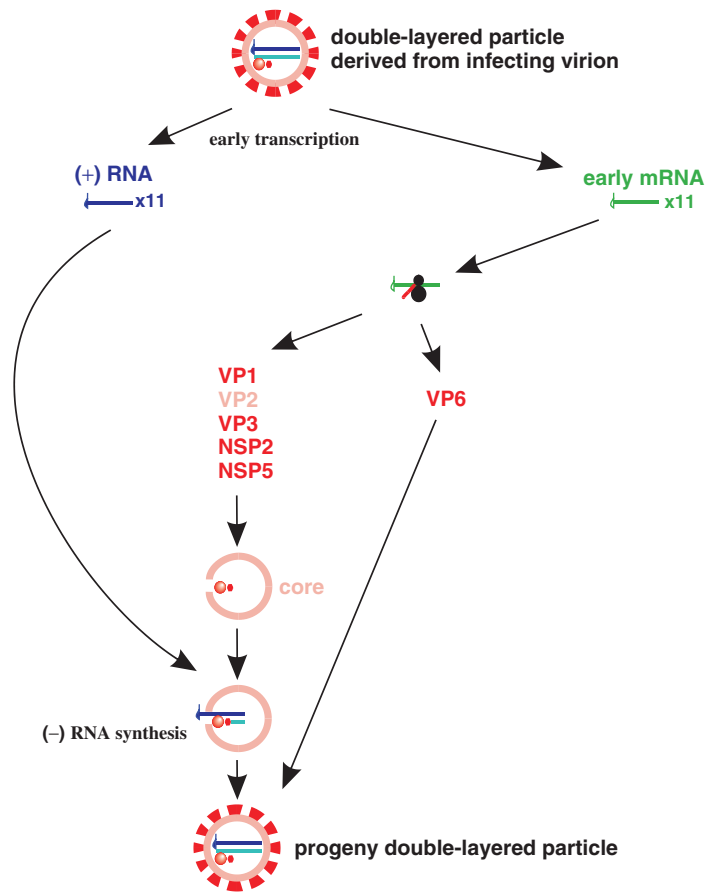 double-layered particle
derived from infecting virion
early transcription
(+) RNA
x11
early mRNA
x11
VP1
VP2
VP3
NSP2
NSP5
VP6
core
(–) RNA synthesis
progeny double-layered particle